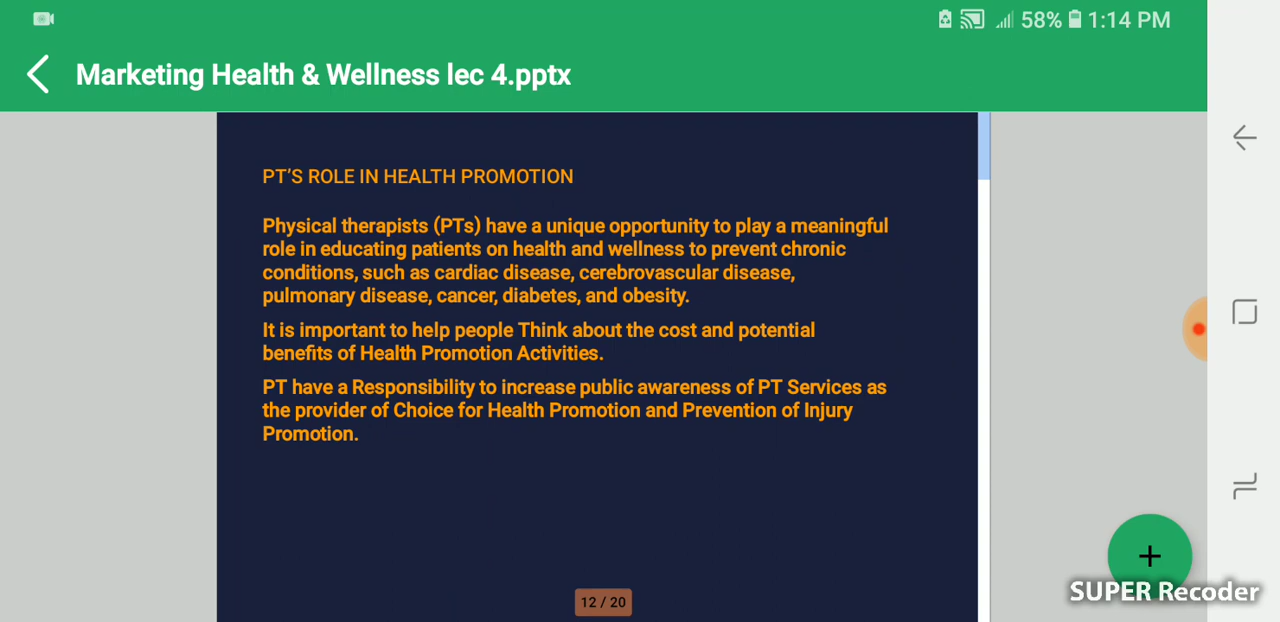 58% 1:14 PM
Marketing Health & Wellness lec 4.pptx
PT'S ROLE IN HEALTH PROMOTION
Physical therapists (PTs) have a unique opportunity to play a meaningful
role in educating patients on health and wellness to prevent chronic
conditions, such as cardiac disease, cerebrovascular disease,
pulmonary disease, cancer, diabetes, and obesity.
It is important to help people Think about the cost and potential
benefits of Health Promotion Activities.
PT have a Responsibility to increase public awareness of PT Services as
the provider of Choice for Health Promotion and Prevention of Injury
Promotion.
12 / 20
SUPER Recoder